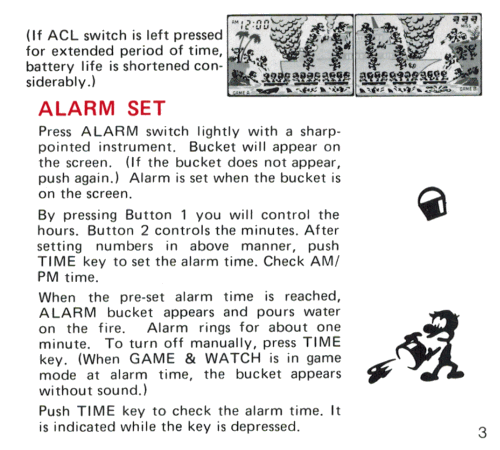 (If ACL switch is left pressed
for extended period of time,
battery life is shortened con-
siderably.)
AM 12:00
GAME A
MISS
GAME B
ALARM SET
Press ALARM switch lightly with a sharp-
pointed instrument. Bucket will appear on
the screen. (If the bucket does not appear,
push again.) Alarm is set when the bucket is
on the screen.
By pressing Button 1 you will control the
hours. Button 2 controls the minutes. After
setting numbers in above manner, push
TIME key to set the alarm time. Check AM/
PM time.
When the pre-set alarm time is reached,
ALARM bucket appears and pours water
on the fire. Alarm rings for about one
minute. To turn off manually, press TIME
key. (When GAME & WATCH is in game
mode at alarm time, the bucket appears
without sound.)
Push TIME key to check the alarm time. It
is indicated while the key is depressed.
3